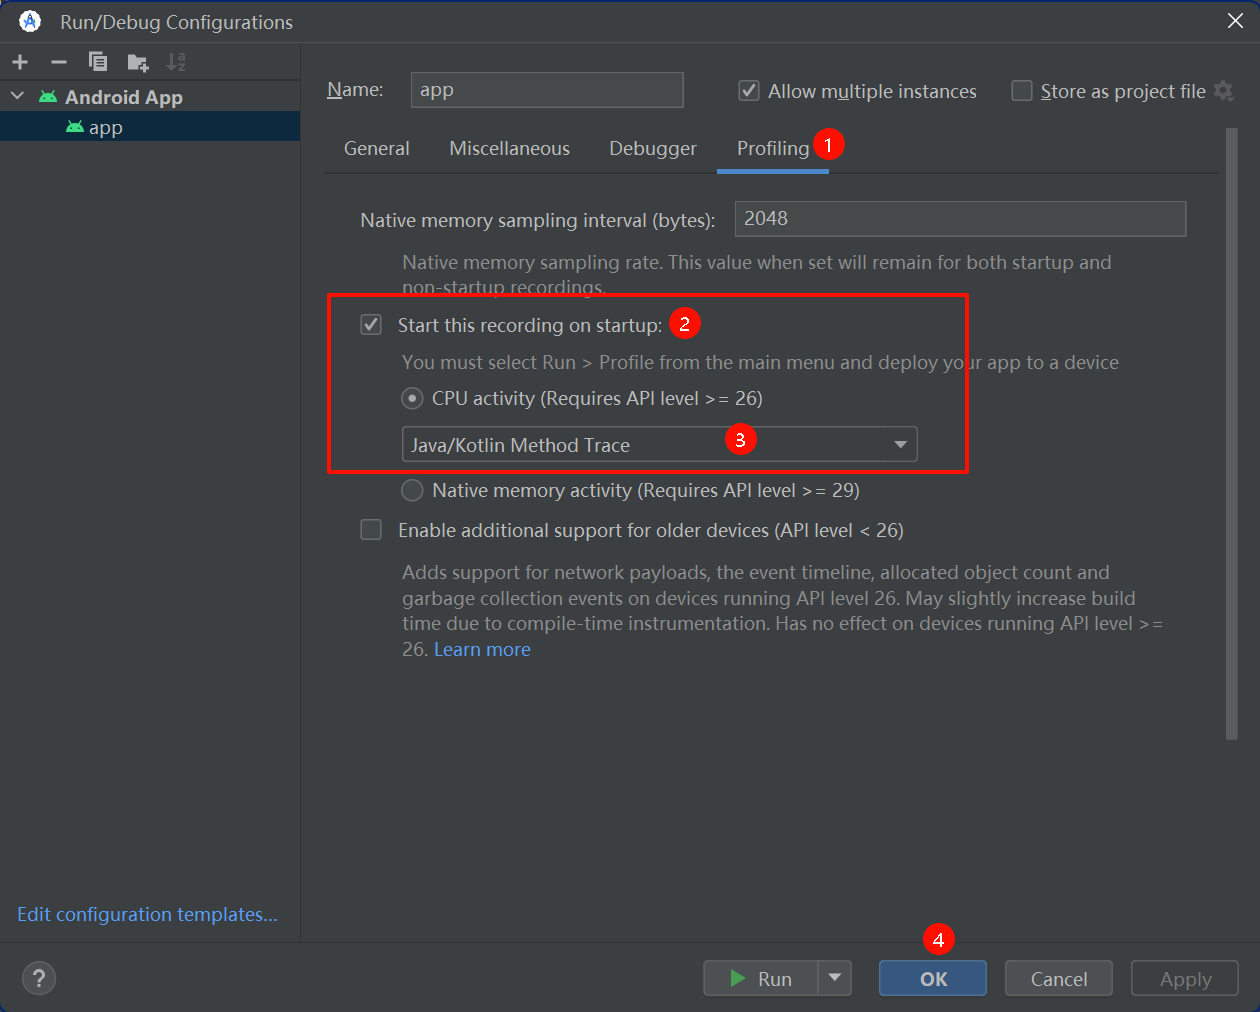 Run/Debug Configurations
Android App
app
Name: app
Allow multiple instances
Store as project file
General Miscellaneous Debugger Profiling 1
Native memory sampling interval (bytes): 2048
Native memory sampling rate. This value when set will remain for both startup and
non-startup recordings.
Start this recording on startup: 2
You must select Run > Profile from the main menu and deploy your app to a device
CPU activity (Requires API level >= 26)
Java/Kotlin Method Trace 3
Native memory activity (Requires API level >= 29)
Enable additional support for older devices (API level < 26)
Adds support for network payloads, the event timeline, allocated object count and
garbage collection events on devices running API level 26. May slightly increase build
time due to compile-time instrumentation. Has no effect on devices running API level >=
26. Learn more
Edit configuration templates...
4
? Run OK Cancel Apply